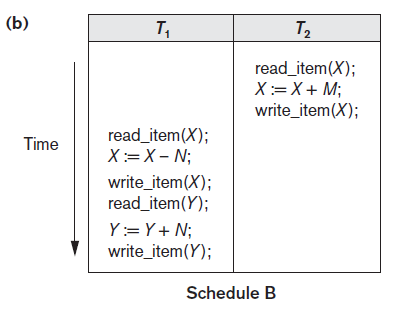 (b)
T1
T2
read_item(X);
X := X + M;
write_item(X);
Time
read_item(X);
X := X – N;
write_item(X);
read_item(Y);
Y := Y + N;
write_item(Y);
Schedule B